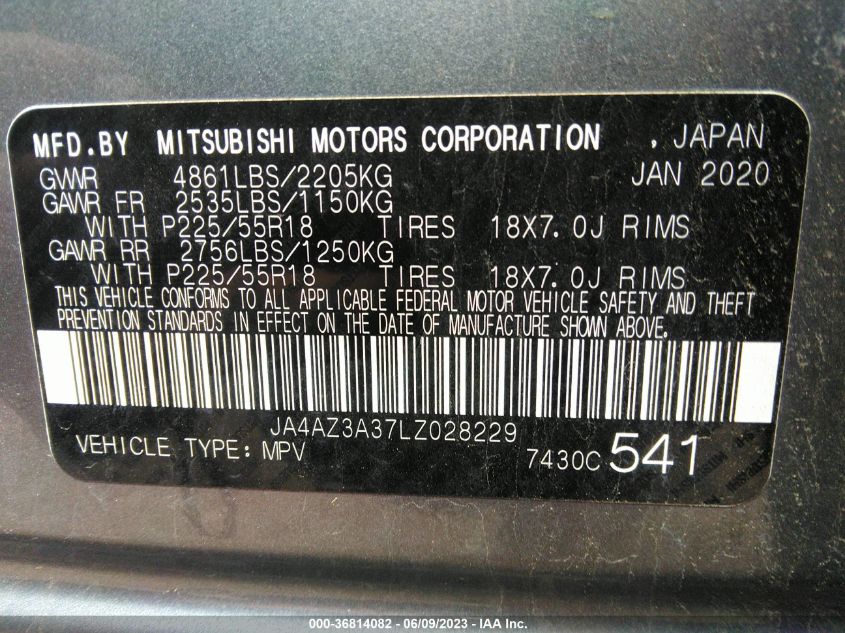 MFD.BY MITSUBISHI MOTORS CORPORATION , JAPAN
GVWR 4861LBS/2205KG JAN 2020
GAWR FR 2535LBS/1150KG
WITH P225/55R18 TIRES 18X7.0J RIMS
GAWR RR 2756LBS/1250KG
WITH P225/55R18 TIRES 18X7.0J RIMS
THIS VEHICLE CONFORMS TO ALL APPLICABLE FEDERAL MOTOR VEHICLE SAFETY AND THEFT
PREVENTION STANDARDS IN EFFECT ON THE DATE OF MANUFACTURE SHOWN ABOVE.
JA4AZ3A37LZ028229
VEHICLE TYPE: MPV 7430C 541
000-36814082 - 06/09/2023 - © IAA Inc.